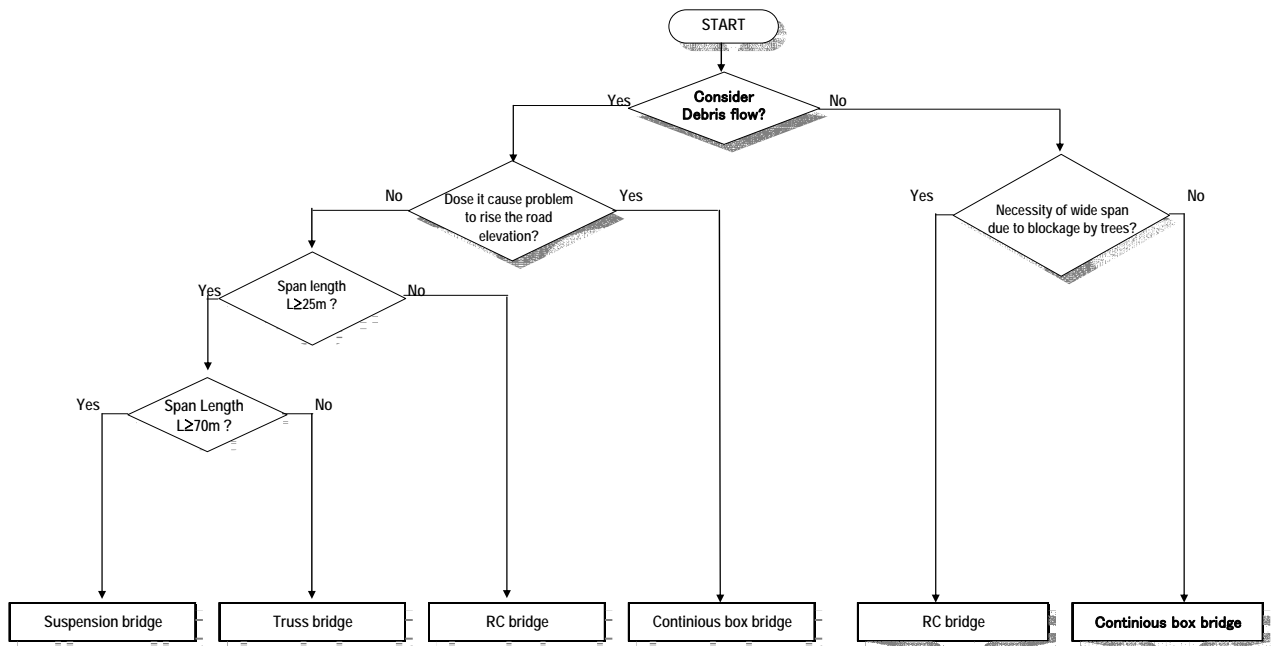 START
Consider
Debris flow?
Yes
No
Dose it cause problem
to rise the road
elevation?
No
Yes
Necessity of wide span
due to blockage by trees?
Yes
No
Span length
L≥25m ?
Yes
No
Span Length
L≥70m ?
Yes
No
Suspension bridge
Truss bridge
RC bridge
Continious box bridge
RC bridge
Continious box bridge